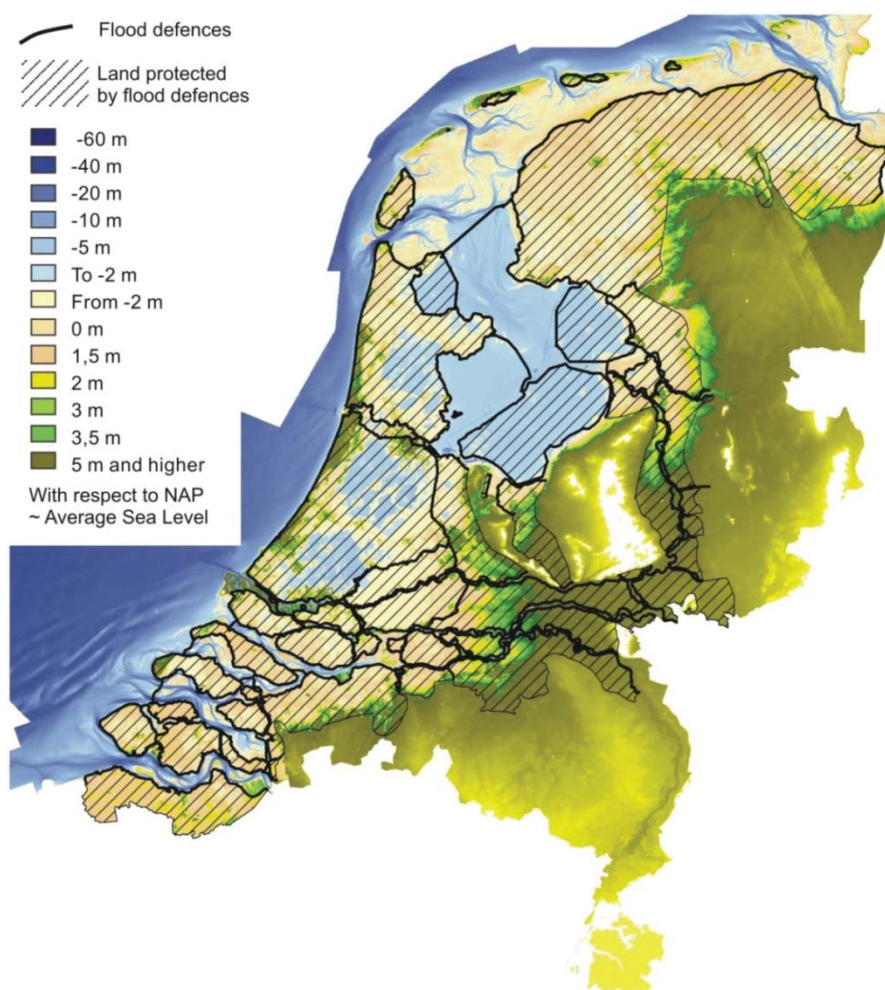 Flood defences
Land protected
by flood defences
-60 m
-40 m
-20 m
-10 m
-5 m
To -2 m
From -2 m
0 m
1,5 m
2 m
3 m
3,5 m
5 m and higher
With respect to NAP
~ Average Sea Level